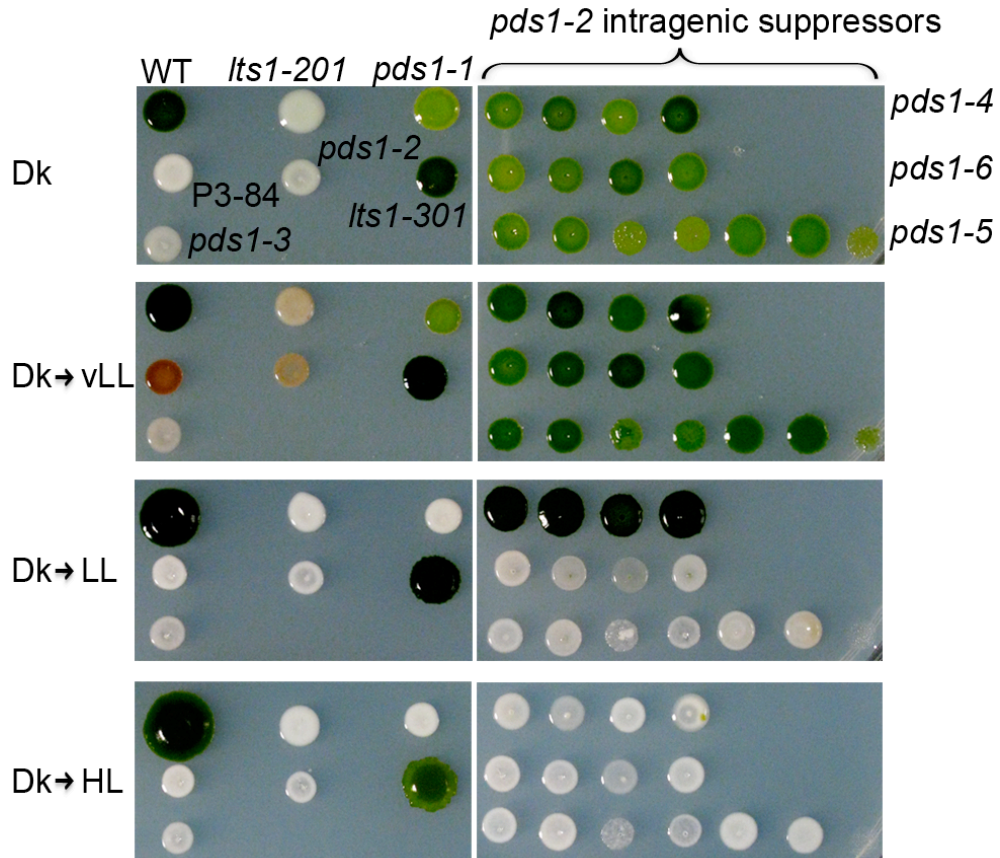 pds1-2 intragenic suppressors
WT lts1-201 pds1-1
pds1-4
Dk
pds1-2
P3-84
pds1-6
lts1-301
pds1-3
pds1-5
Dk→ vLL
Dk→ LL
Dk→ HL